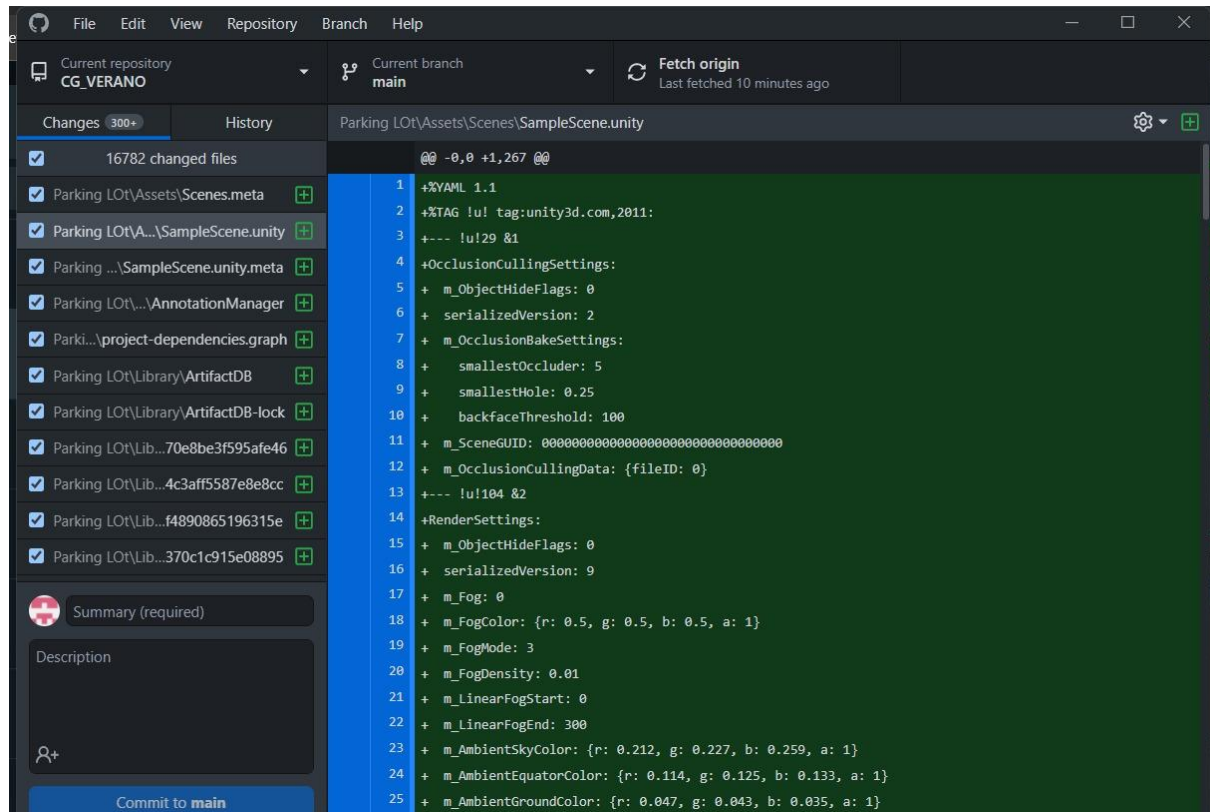 File Edit View Repository Branch Help
Current repository
CG_VERANO
Current branch
main
Fetch origin
Last fetched 10 minutes ago
Changes 300+ History
Parking LOt\Assets\Scenes\SampleScene.unity
16782 changed files
Parking LOt\Assets\Scenes.meta
Parking LOt\A...\SampleScene.unity
Parking ...\SampleScene.unity.meta
Parking LOt\...\AnnotationManager
Parki...\project-dependencies.graph
Parking LOt\Library\ArtifactDB
Parking LOt\Library\ArtifactDB-lock
Parking LOt\Lib...70e8be3f595afe46
Parking LOt\Lib...4c3aff5587e8e8cc
Parking LOt\Lib...f4890865196315e
Parking LOt\Lib...370c1c915e08895
Summary (required)
Description
Commit to main
@@ -0,0 +1,267 @@
1 +%YAML 1.1
2 +%TAG !u! tag:unity3d.com,2011:
3 +--- !u!29 &1
4 +OcclusionCullingSettings:
5 +  m_ObjectHideFlags: 0
6 +  serializedVersion: 2
7 +  m_OcclusionBakeSettings:
8 +    smallestOccluder: 5
9 +    smallestHole: 0.25
10 +    backfaceThreshold: 100
11 +  m_SceneGUID: 00000000000000000000000000000000
12 +  m_OcclusionCullingData: {fileID: 0}
13 +--- !u!104 &2
14 +RenderSettings:
15 +  m_ObjectHideFlags: 0
16 +  serializedVersion: 9
17 +  m_Fog: 0
18 +  m_FogColor: {r: 0.5, g: 0.5, b: 0.5, a: 1}
19 +  m_FogMode: 3
20 +  m_FogDensity: 0.01
21 +  m_LinearFogStart: 0
22 +  m_LinearFogEnd: 300
23 +  m_AmbientSkyColor: {r: 0.212, g: 0.227, b: 0.259, a: 1}
24 +  m_AmbientEquatorColor: {r: 0.114, g: 0.125, b: 0.133, a: 1}
25 +  m_AmbientGroundColor: {r: 0.047, g: 0.043, b: 0.035, a: 1}